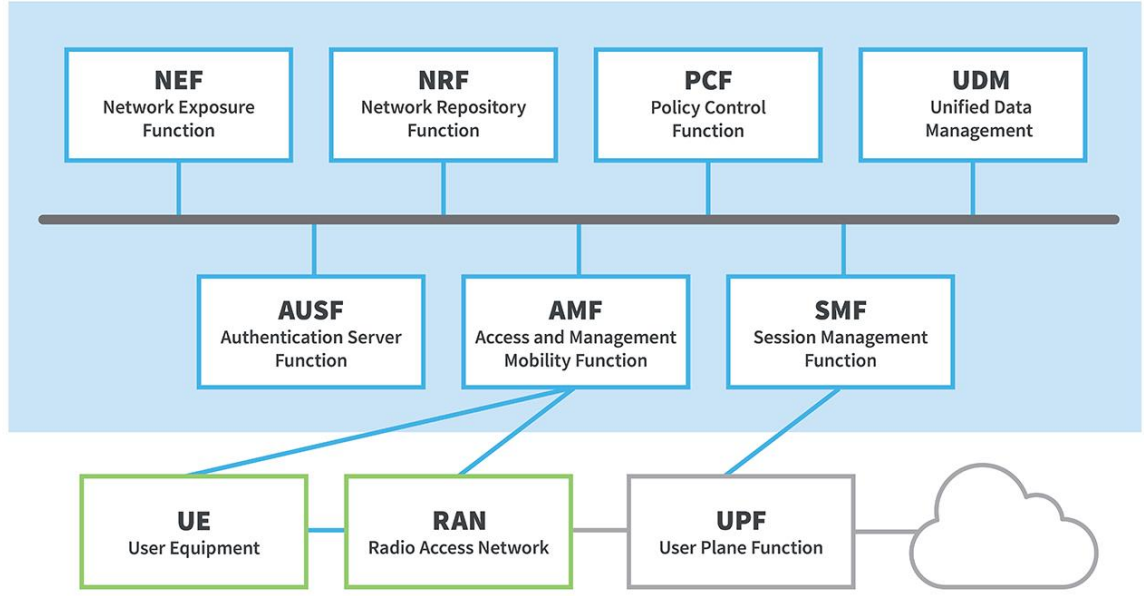 NEF
Network Exposure
Function
NRF
Network Repository
Function
PCF
Policy Control
Function
UDM
Unified Data
Management
AUSF
Authentication Server
Function
AMF
Access and Management
Mobility Function
SMF
Session Management
Function
UE
User Equipment
RAN
Radio Access Network
UPF
User Plane Function